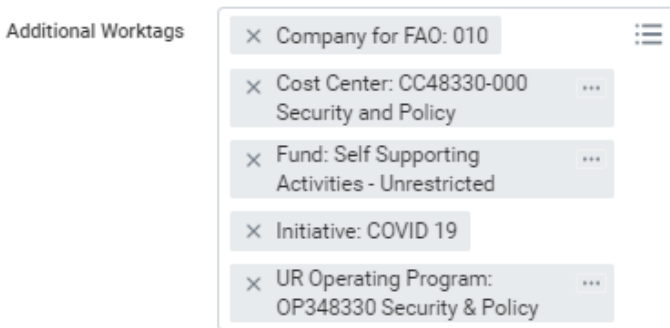 Additional Worktags
Company for FAO: 010
Cost Center: CC48330-000
Security and Policy
Fund: Self Supporting
Activities - Unrestricted
Initiative: COVID 19
UR Operating Program:
OP348330 Security & Policy